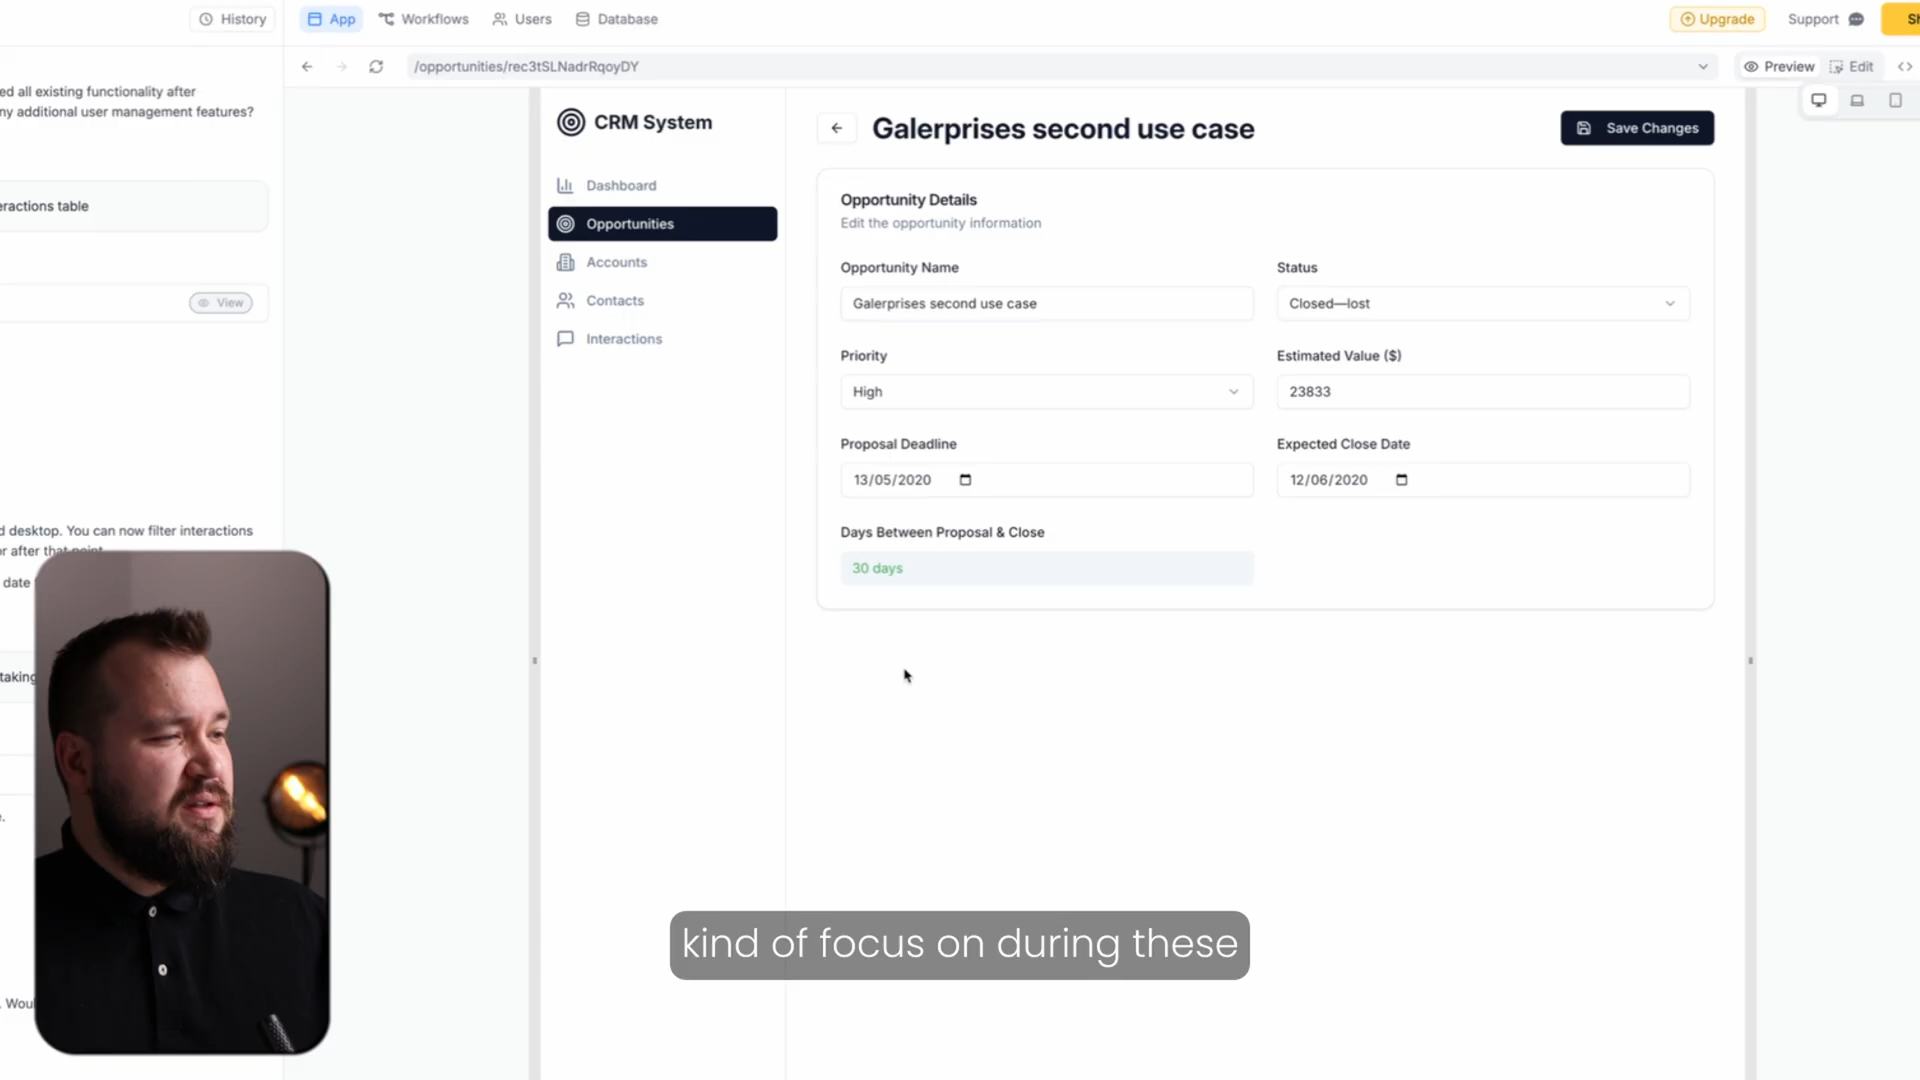 History
App
Workflows
Users
Database
Upgrade
Support
/opportunities/rec3tSLNadrRqoyDY
Preview
Edit
ed all existing functionality after
ny additional user management features?
eractions table
View
d desktop. You can now filter interactions
or after that point
date
taking
. Woul
CRM System
Dashboard
Opportunities
Accounts
Contacts
Interactions
Galerprises second use case
Save Changes
Opportunity Details
Edit the opportunity information
Opportunity Name
Status
Galerprises second use case
Closed—lost
Priority
Estimated Value ($)
High
23833
Proposal Deadline
Expected Close Date
13/05/2020
12/06/2020
Days Between Proposal & Close
30 days
kind of focus on during these